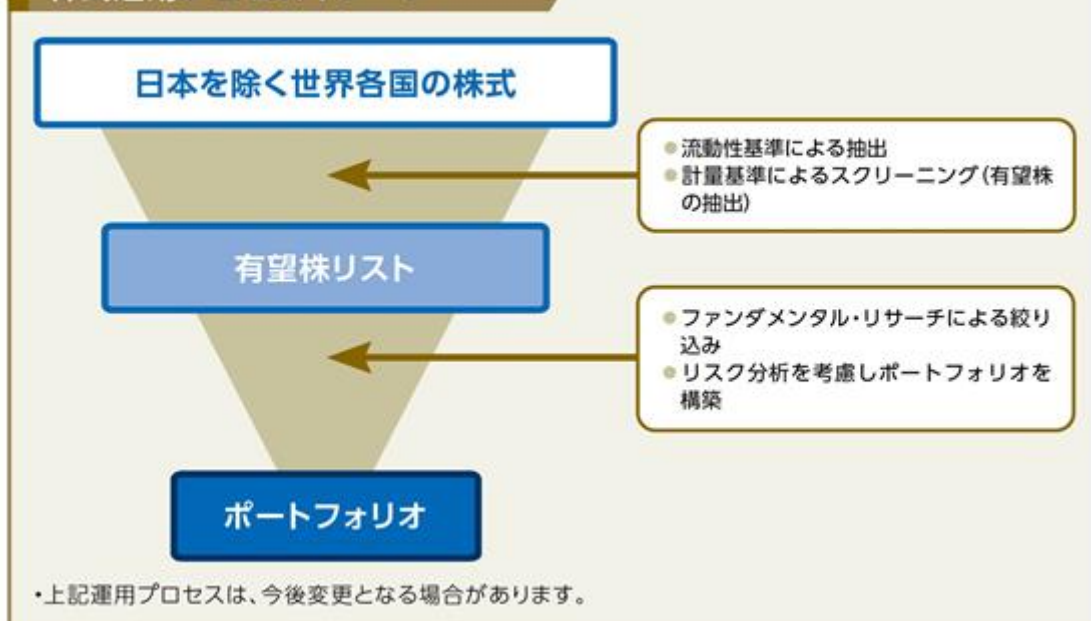 日本を除く世界各国の株式
●流動性基準による抽出
●計量基準によるスクリーニング(有望株
の抽出)
有望株リスト
●ファンダメンタル・リサーチによる絞り
込み
●リスク分析を考慮しポートフォリオを
構築
ポートフォリオ
・上記運用プロセスは、今後変更となる場合があります。